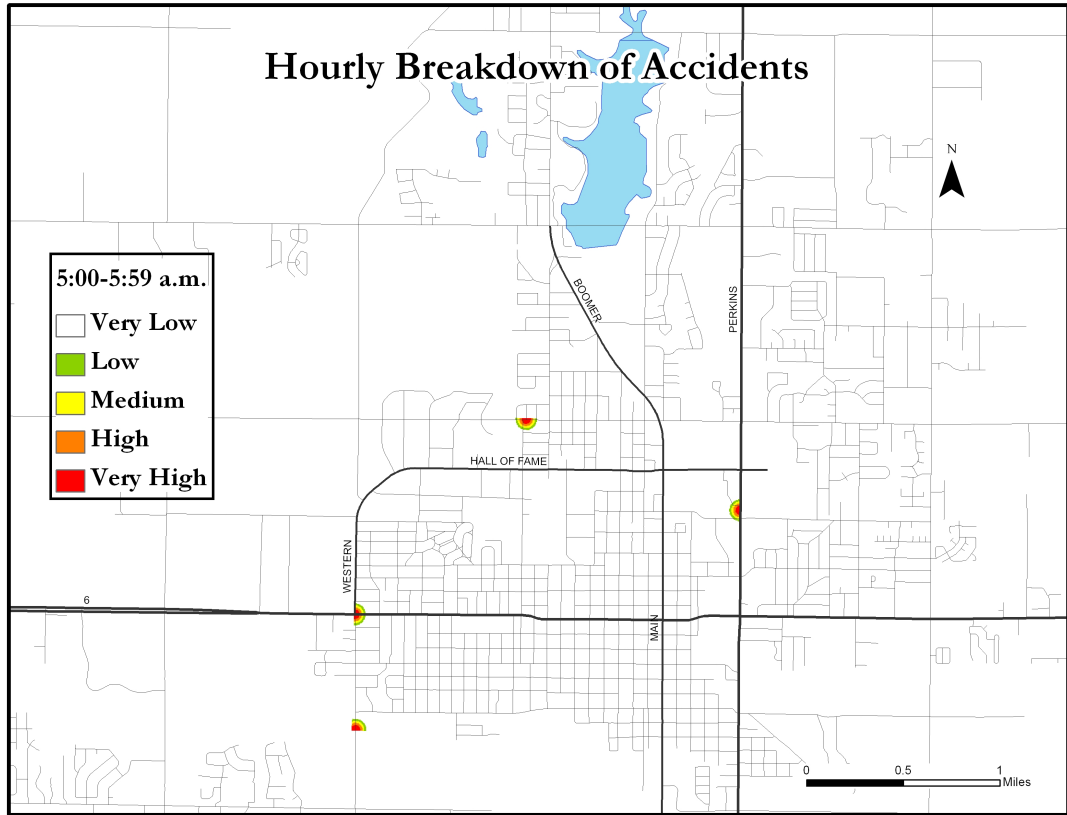 Hourly Breakdown of Accidents
N
5:00-5:59 a.m.
Very Low
Low
Medium
High
Very High
BOOMER
PERKINS
HALL OF FAME
WESTERN
6
MAIN
0 0.5 1
Miles